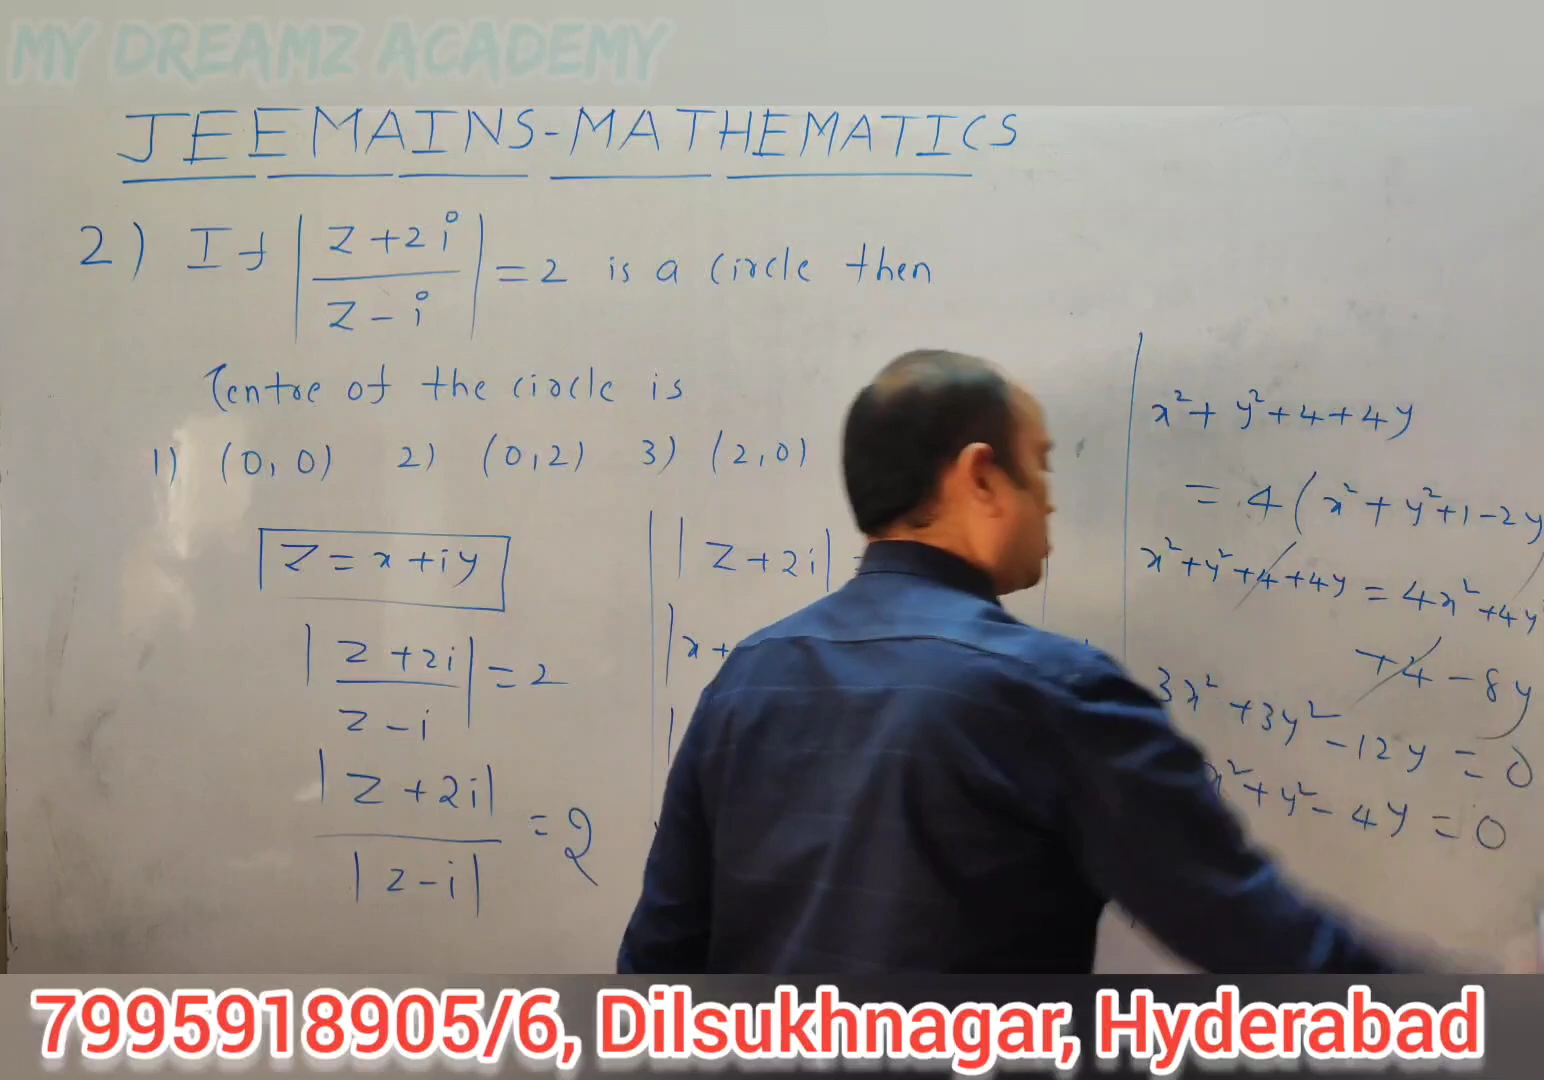 MY DREAMZ ACADEMY
JEEMAINS-MATHEMATICS
2) If |z+2i / z-i| = 2 is a circle then
Centre of the circle is
1) (0,0) 2) (0,2) 3) (2,0)
z = x+iy
|z+2i / z-i| = 2
|z+2i| / |z-i| = 2
|z+2i|
|x+
x²+y²+4+4y
= 4(x²+y²+1-2y
x²+y²+4+4y = 4x²+4y²
+4-8y
3x²+3y²-12y = 0
x²+y²-4y = 0
7995918905/6, Dilsukhnagar, Hyderabad